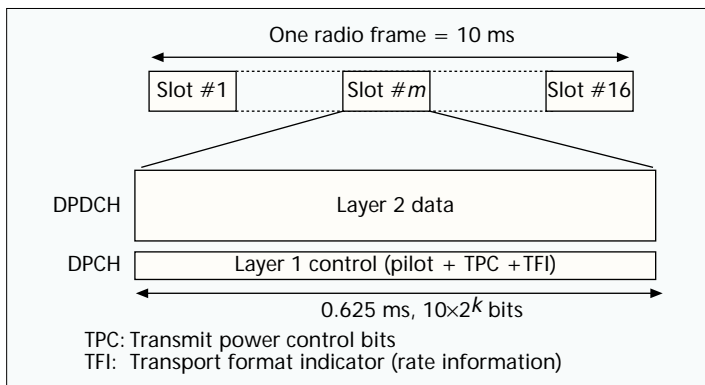 One radio frame = 10 ms
Slot #1 Slot #m Slot #16
DPDCH Layer 2 data
DPCH Layer 1 control (pilot + TPC +TFI)
0.625 ms, 10×2^k bits
TPC: Transmit power control bits
TFI: Transport format indicator (rate information)